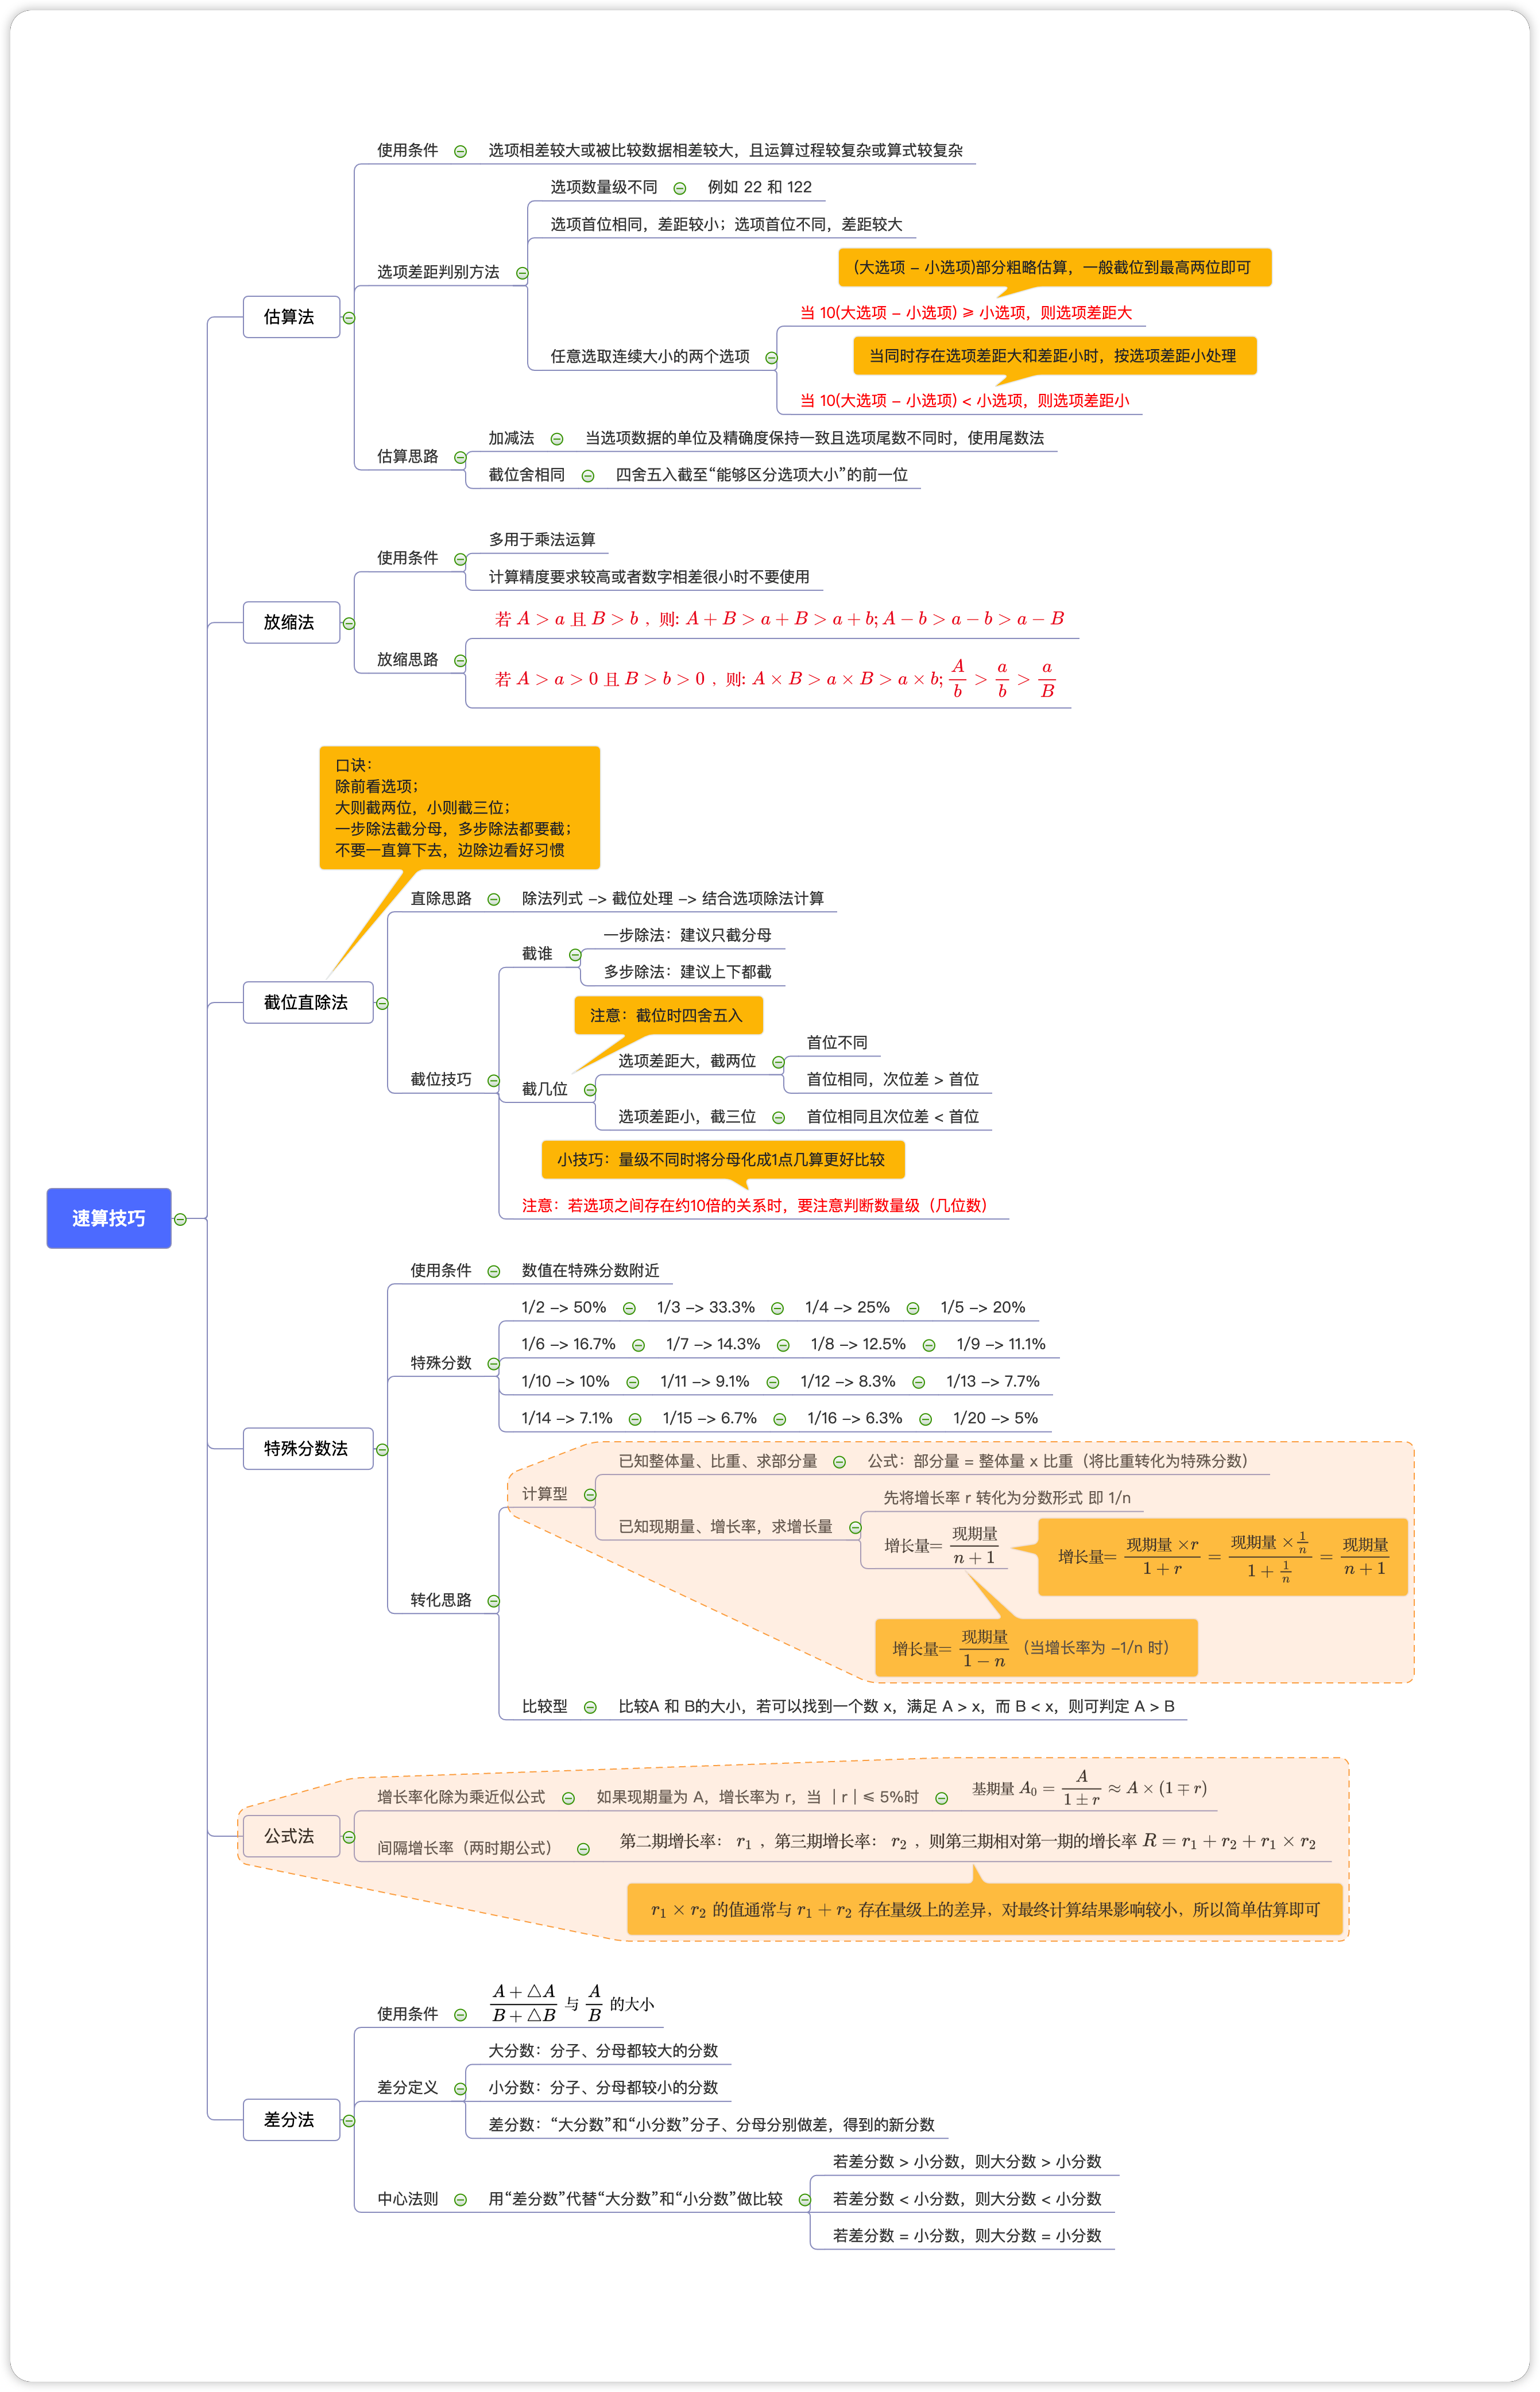 速算技巧
估算法
使用条件
选项相差较大或被比较数据相差较大，且运算过程较复杂或算式较复杂
选项差距判别方法
选项数量级不同
例如 22 和 122
选项首位相同，差距较小；选项首位不同，差距较大
任意选取连续大小的两个选项
(大选项 – 小选项)部分粗略估算，一般截位到最高两位即可
当 10(大选项 – 小选项) ≥ 小选项，则选项差距大
当同时存在选项差距大和差距小时，按选项差距小处理
当 10(大选项 – 小选项) < 小选项，则选项差距小
估算思路
加减法
当选项数据的单位及精确度保持一致且选项尾数不同时，使用尾数法
截位舍相同
四舍五入截至“能够区分选项大小”的前一位
放缩法
使用条件
多用于乘法运算
计算精度要求较高或者数字相差很小时不要使用
放缩思路
若 A > a 且 B > b ，则: A + B > a + B > a + b; A − b > a − b > a − B
若 A > a > 0 且 B > b > 0 ，则: A × B > a × B > a × b; A/b > a/b > a/B
口诀：
除前看选项；
大则截两位，小则截三位；
一步除法截分母，多步除法都要截；
不要一直算下去，边除边看好习惯
截位直除法
直除思路
除法列式 –> 截位处理 –> 结合选项除法计算
截位技巧
截谁
一步除法：建议只截分母
多步除法：建议上下都截
注意：截位时四舍五入
截几位
选项差距大，截两位
首位不同
首位相同，次位差 > 首位
选项差距小，截三位
首位相同且次位差 < 首位
小技巧：量级不同时将分母化成1点几算更好比较
注意：若选项之间存在约10倍的关系时，要注意判断数量级（几位数）
特殊分数法
使用条件
数值在特殊分数附近
特殊分数
1/2 –> 50%  1/3 –> 33.3%  1/4 –> 25%  1/5 –> 20%
1/6 –> 16.7%  1/7 –> 14.3%  1/8 –> 12.5%  1/9 –> 11.1%
1/10 –> 10%  1/11 –> 9.1%  1/12 –> 8.3%  1/13 –> 7.7%
1/14 –> 7.1%  1/15 –> 6.7%  1/16 –> 6.3%  1/20 –> 5%
转化思路
计算型
已知整体量、比重、求部分量
公式：部分量 = 整体量 x 比重（将比重转化为特殊分数）
已知现期量、增长率，求增长量
先将增长率 r 转化为分数形式 即 1/n
增长量= 现期量/(n + 1)
增长量= (现期量 × r)/(1 + r) = (现期量 × 1/n)/(1 + 1/n) = 现期量/(n + 1)
增长量= 现期量/(1 − n)（当增长率为 –1/n 时）
比较型
比较A 和 B的大小，若可以找到一个数 x，满足 A > x，而 B < x，则可判定 A > B
公式法
增长率化除为乘近似公式
如果现期量为 A，增长率为 r，当 ｜r｜≤ 5%时
基期量 A₀ = A/(1 ± r) ≈ A × (1 ∓ r)
间隔增长率（两时期公式）
第二期增长率： r₁ ，第三期增长率： r₂ ，则第三期相对第一期的增长率 R = r₁ + r₂ + r₁ × r₂
r₁ × r₂ 的值通常与 r₁ + r₂ 存在量级上的差异，对最终计算结果影响较小，所以简单估算即可
差分法
使用条件
(A + △A)/(B + △B) 与 A/B 的大小
差分定义
大分数：分子、分母都较大的分数
小分数：分子、分母都较小的分数
差分数：“大分数”和“小分数”分子、分母分别做差，得到的新分数
中心法则
用“差分数”代替“大分数”和“小分数”做比较
若差分数 > 小分数，则大分数 > 小分数
若差分数 < 小分数，则大分数 < 小分数
若差分数 = 小分数，则大分数 = 小分数